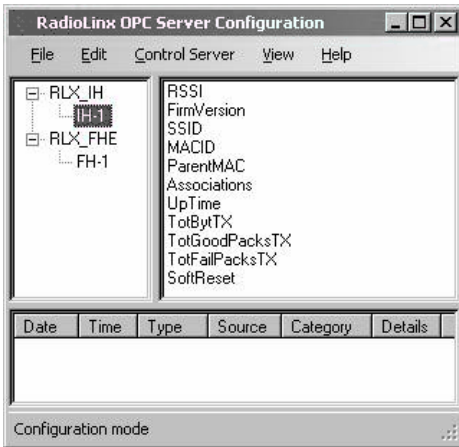 RadioLinx OPC Server Configuration
File Edit Control Server View Help
RLX_IH
IH-1
RLX_FHE
FH-1
RSSI
FirmVersion
SSID
MACID
ParentMAC
Associations
UpTime
TotBytTX
TotGoodPacksTX
TotFailPacksTX
SoftReset
Date Time Type Source Category Details
Configuration mode